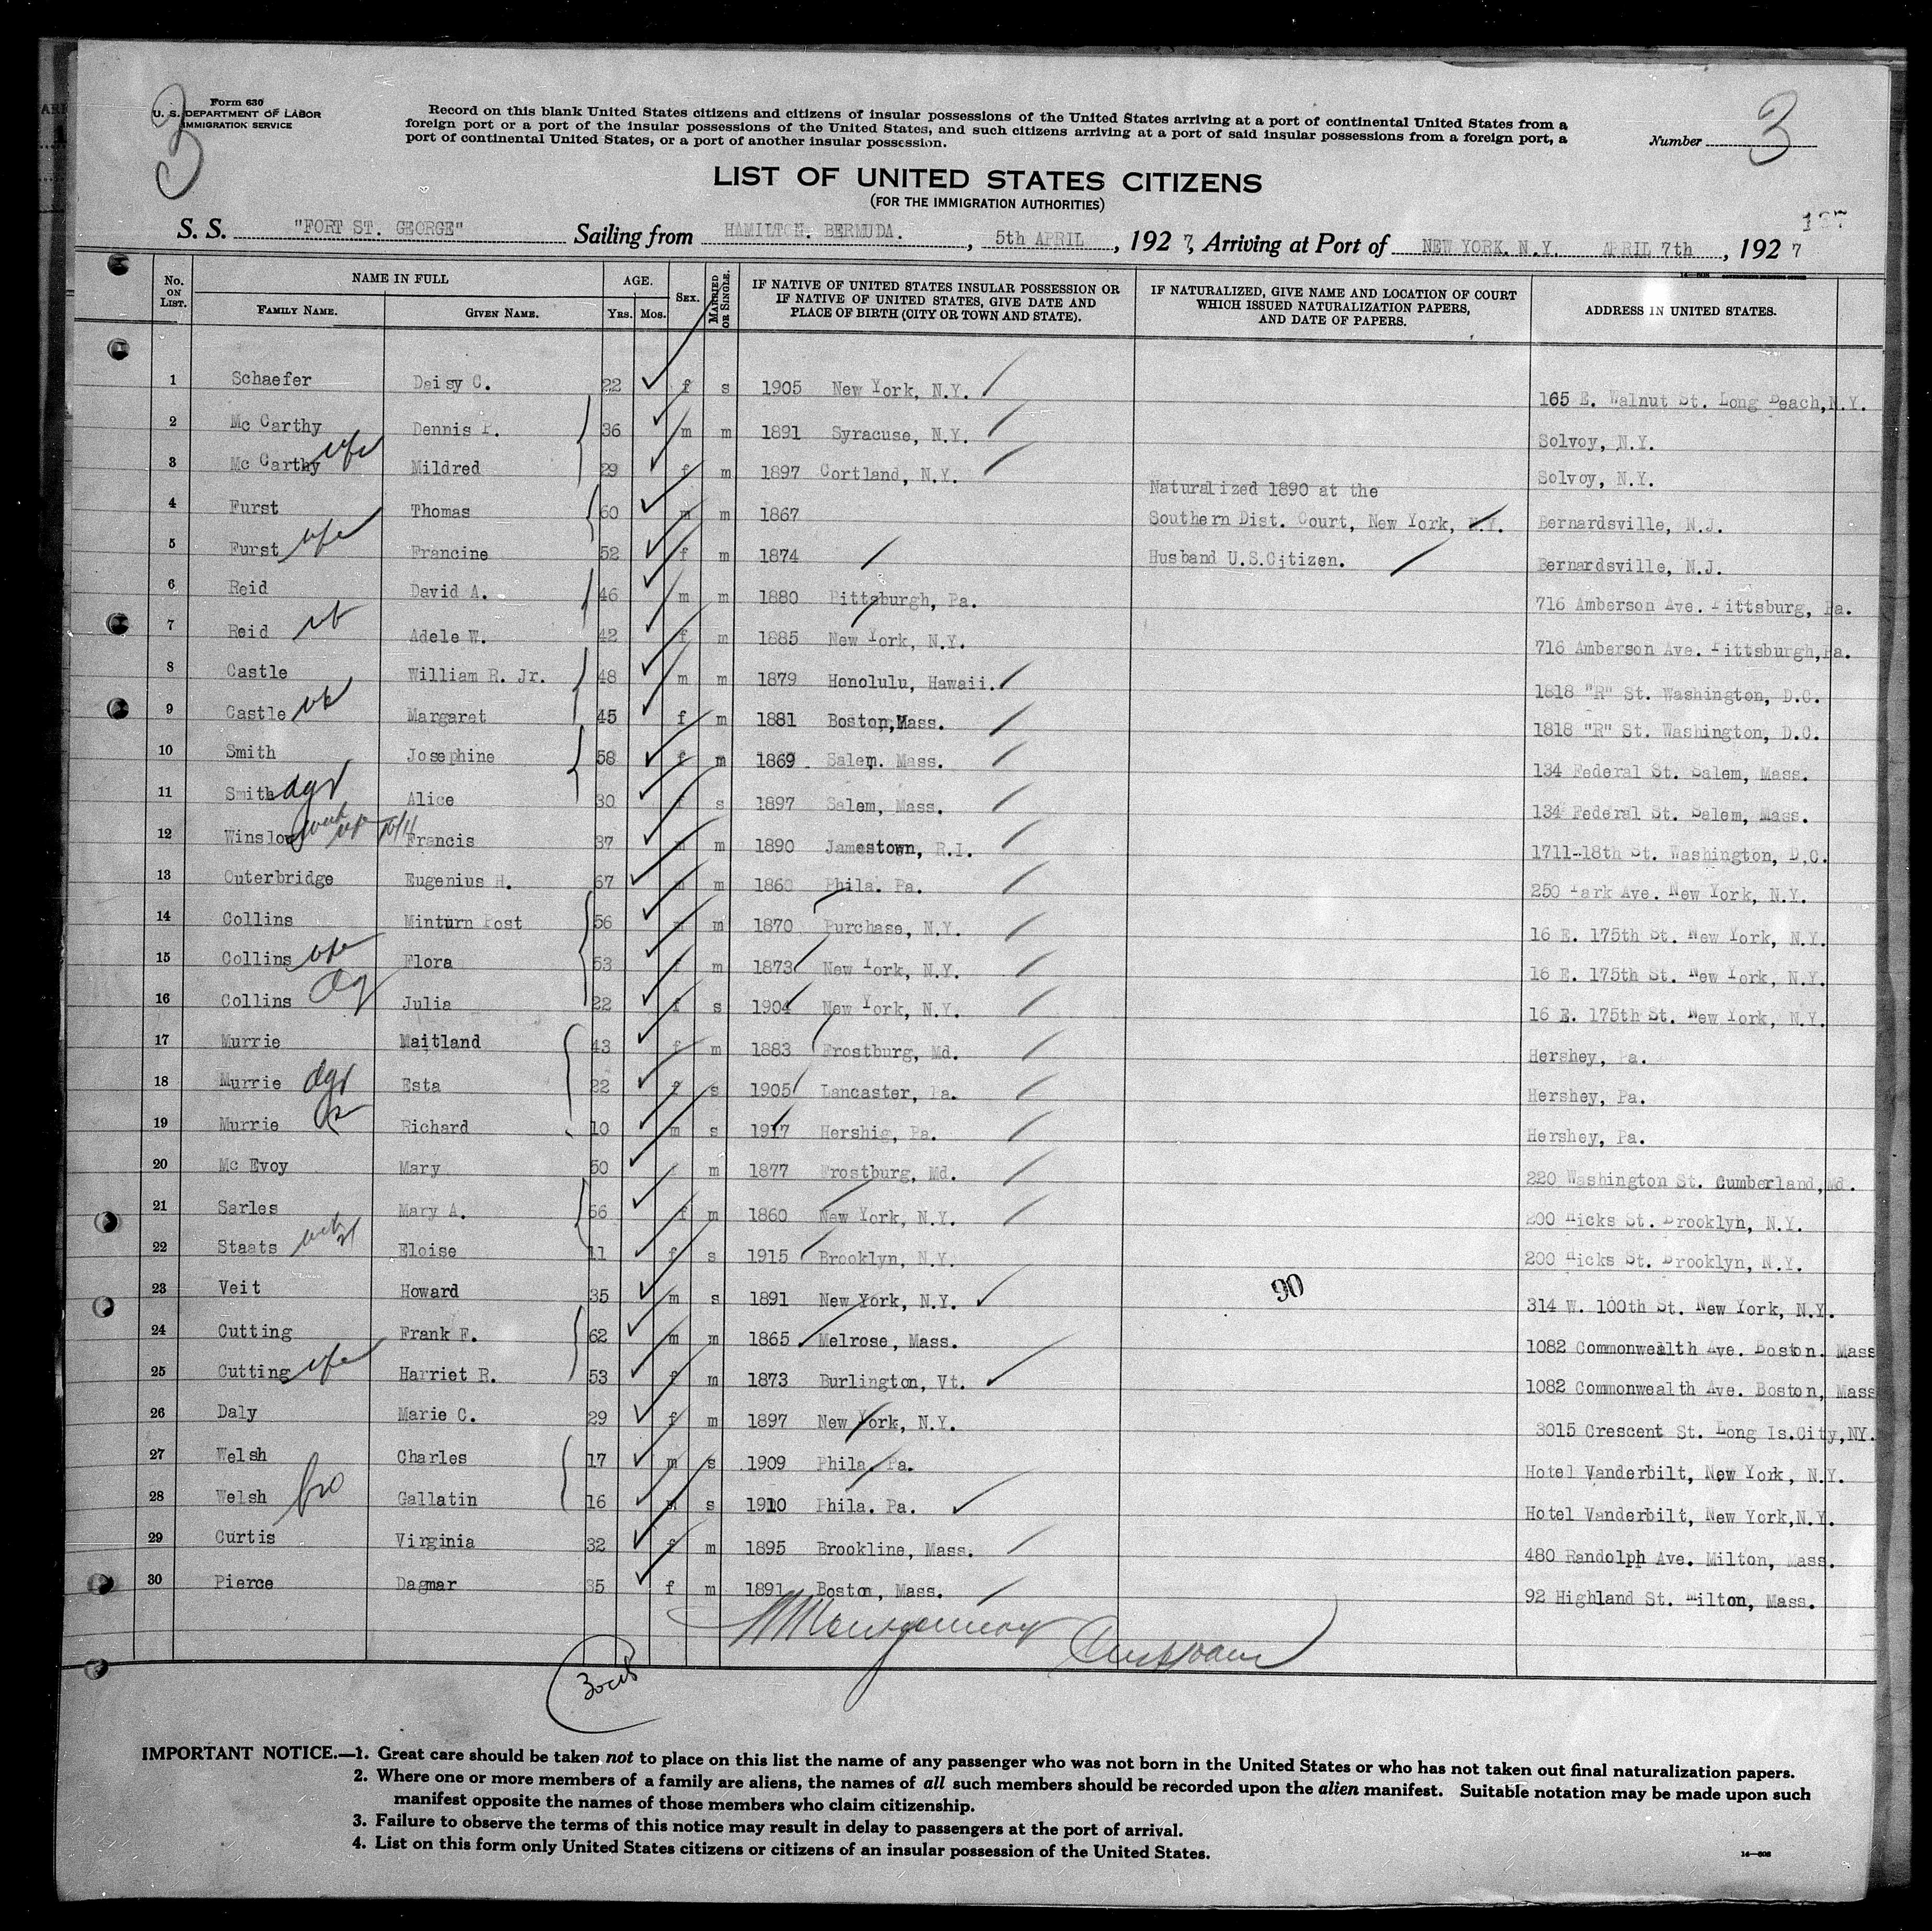 Form 630
U. S. DEPARTMENT OF LABOR
IMMIGRATION SERVICE
3
Record on this blank United States citizens and citizens of insular possessions of the United States arriving at a port of continental United States from a
foreign port or a port of the insular possessions of the United States, and such citizens arriving at a port of said insular possessions from a foreign port, a
port of continental United States, or a port of another insular possession.
Number 3
LIST OF UNITED STATES CITIZENS
(FOR THE IMMIGRATION AUTHORITIES)
S. S. "FORT ST. GEORGE" Sailing from HAMILTON. BERMUDA. , 5th APRIL , 192 7, Arriving at Port of NEW YORK. N.Y. APRIL 7th , 192 7
No. ON LIST. NAME IN FULL FAMILY NAME. GIVEN NAME. AGE. YRS. MOS. SEX. MARRIED OR SINGLE. IF NATIVE OF UNITED STATES INSULAR POSSESSION OR IF NATIVE OF UNITED STATES, GIVE DATE AND PLACE OF BIRTH (CITY OR TOWN AND STATE). IF NATURALIZED, GIVE NAME AND LOCATION OF COURT WHICH ISSUED NATURALIZATION PAPERS, AND DATE OF PAPERS. ADDRESS IN UNITED STATES.
1 Schaefer Daisy C. 22 f s 1905 New York, N.Y. 165 E. Walnut St. Long Beach,N.Y.
2 Mc Carthy Dennis P. 36 m m 1891 Syracuse, N.Y. Solvoy, N.Y.
3 Mc Carthy wfe Mildred 29 f m 1897 Cortland, N.Y. Solvoy, N.Y.
4 Furst Thomas 60 m m 1867 Naturalized 1890 at the Southern Dist. Court, New York, N.Y. Bernardsville, N.J.
5 Furst wfe Francine 52 f m 1874 Husband U.S.Citizen. Bernardsville, N.J.
6 Reid David A. 46 m m 1880 Pittsburgh, Pa. 716 Amberson Ave. Pittsburg, Pa.
7 Reid wf Adele W. 42 f m 1885 New York, N.Y. 716 Amberson Ave. Pittsburgh,Pa.
8 Castle William R. Jr. 48 m m 1879 Honolulu, Hawaii. 1818 "R" St. Washington, D.C.
9 Castle wf Margaret 45 f m 1881 Boston,Mass. 1818 "R" St. Washington, D.C.
10 Smith Josephine 58 f m 1869 Salem. Mass. 134 Federal St. Salem, Mass.
11 Smith dgt Alice 30 f s 1897 Salem, Mass. 134 Federal St. Salem, Mass.
12 Winslow Francis 37 m m 1890 Jamestown, R.I. 1711-18th St. Washington, D.C.
13 Outerbridge Eugenius H. 67 m m 1860 Phila. Pa. 250 Park Ave. New York, N.Y.
14 Collins Minturn Post 56 m m 1870 Purchase, N.Y. 16 E. 175th St. New York, N.Y.
15 Collins wfe Flora 53 f m 1873 New York, N.Y. 16 E. 175th St. New York, N.Y.
16 Collins dg Julia 22 f s 1904 New York, N.Y. 16 E. 175th St. New York, N.Y.
17 Murrie Maitland 43 f m 1883 Frostburg, Md. Hershey, Pa.
18 Murrie dgt Esta 22 f s 1905 Lancaster, Pa. Hershey, Pa.
19 Murrie Richard 10 m s 1917 Hershig, Pa. Hershey, Pa.
20 Mc Evoy Mary 50 m 1877 Frostburg, Md. 220 Washington St. Cumberland,Md.
21 Sarles Mary A. 66 f m 1860 New York, N.Y. 200 Hicks St. Brooklyn, N.Y.
22 Staats Eloise 11 f s 1915 Brooklyn, N.Y. 200 Hicks St. Brooklyn, N.Y.
23 Veit Howard 35 m s 1891 New York, N.Y. 90 314 W. 100th St. New York, N.Y.
24 Cutting Frank F. 62 m m 1865 Melrose, Mass. 1082 Commonwealth Ave. Boston. Mass
25 Cutting wfe Harriet R. 53 f m 1873 Burlington, Vt. 1082 Commonwealth Ave. Boston, Mass
26 Daly Marie C. 29 f m 1897 New York, N.Y. 3015 Crescent St. Long Is.City,NY.
27 Welsh Charles 17 m s 1909 Phila. Pa. Hotel Vanderbilt, New York, N.Y.
28 Welsh bro Gallatin 16 m s 1910 Phila. Pa. Hotel Vanderbilt, New York,N.Y.
29 Curtis Virginia 32 f m 1895 Brookline, Mass. 480 Randolph Ave. Milton, Mass.
30 Pierce Dagmar 35 f m 1891 Boston, Mass. 92 Highland St. Milton, Mass.
IMPORTANT NOTICE.—1. Great care should be taken not to place on this list the name of any passenger who was not born in the United States or who has not taken out final naturalization papers.
2. Where one or more members of a family are aliens, the names of all such members should be recorded upon the alien manifest. Suitable notation may be made upon such
manifest opposite the names of those members who claim citizenship.
3. Failure to observe the terms of this notice may result in delay to passengers at the port of arrival.
4. List on this form only United States citizens or citizens of an insular possession of the United States.
14—608